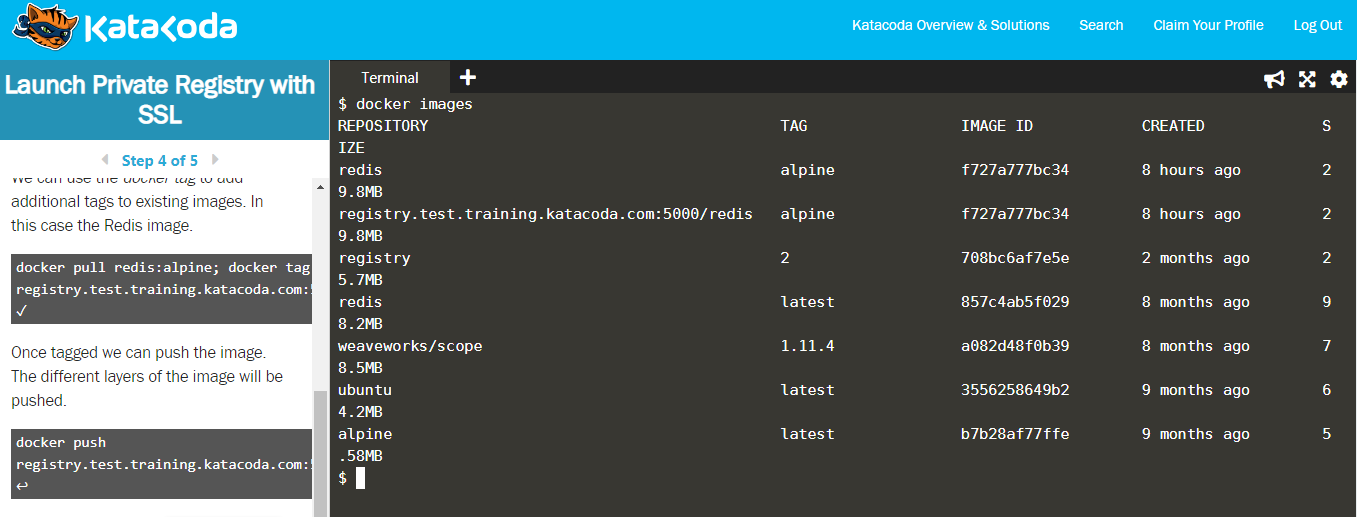 KataKoda
Katacoda Overview & Solutions
Search
Claim Your Profile
Log Out
Launch Private Registry with
SSL
Step 4 of 5
We can use the docker tag to add
additional tags to existing images. In
this case the Redis image.
docker pull redis:alpine; docker tag
registry.test.training.katacoda.com:
✓
Once tagged we can push the image.
The different layers of the image will be
pushed.
docker push
registry.test.training.katacoda.com:
↩
Terminal
$ docker images
REPOSITORY TAG IMAGE ID CREATED S
IZE
redis alpine f727a777bc34 8 hours ago 2
9.8MB
registry.test.training.katacoda.com:5000/redis alpine f727a777bc34 8 hours ago 2
9.8MB
registry 2 708bc6af7e5e 2 months ago 2
5.7MB
redis latest 857c4ab5f029 8 months ago 9
8.2MB
weaveworks/scope 1.11.4 a082d48f0b39 8 months ago 7
8.5MB
ubuntu latest 3556258649b2 9 months ago 6
4.2MB
alpine latest b7b28af77ffe 9 months ago 5
.58MB
$